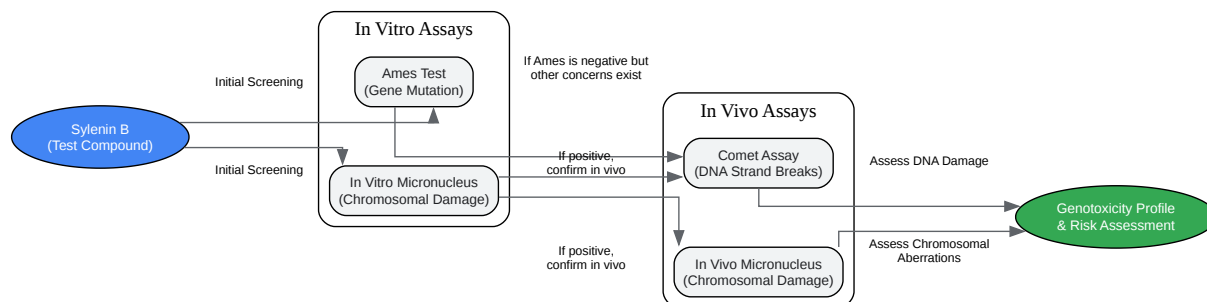 In Vitro Assays
Ames Test
(Gene Mutation)
Initial Screening
If Ames is negative but
other concerns exist
Sylenin B
(Test Compound)
Initial Screening
In Vitro Micronucleus
(Chromosomal Damage)
If positive,
confirm in vivo
If positive,
confirm in vivo
In Vivo Assays
Comet Assay
(DNA Strand Breaks)
In Vivo Micronucleus
(Chromosomal Damage)
Assess DNA Damage
Assess Chromosomal
Aberrations
Genotoxicity Profile
& Risk Assessment